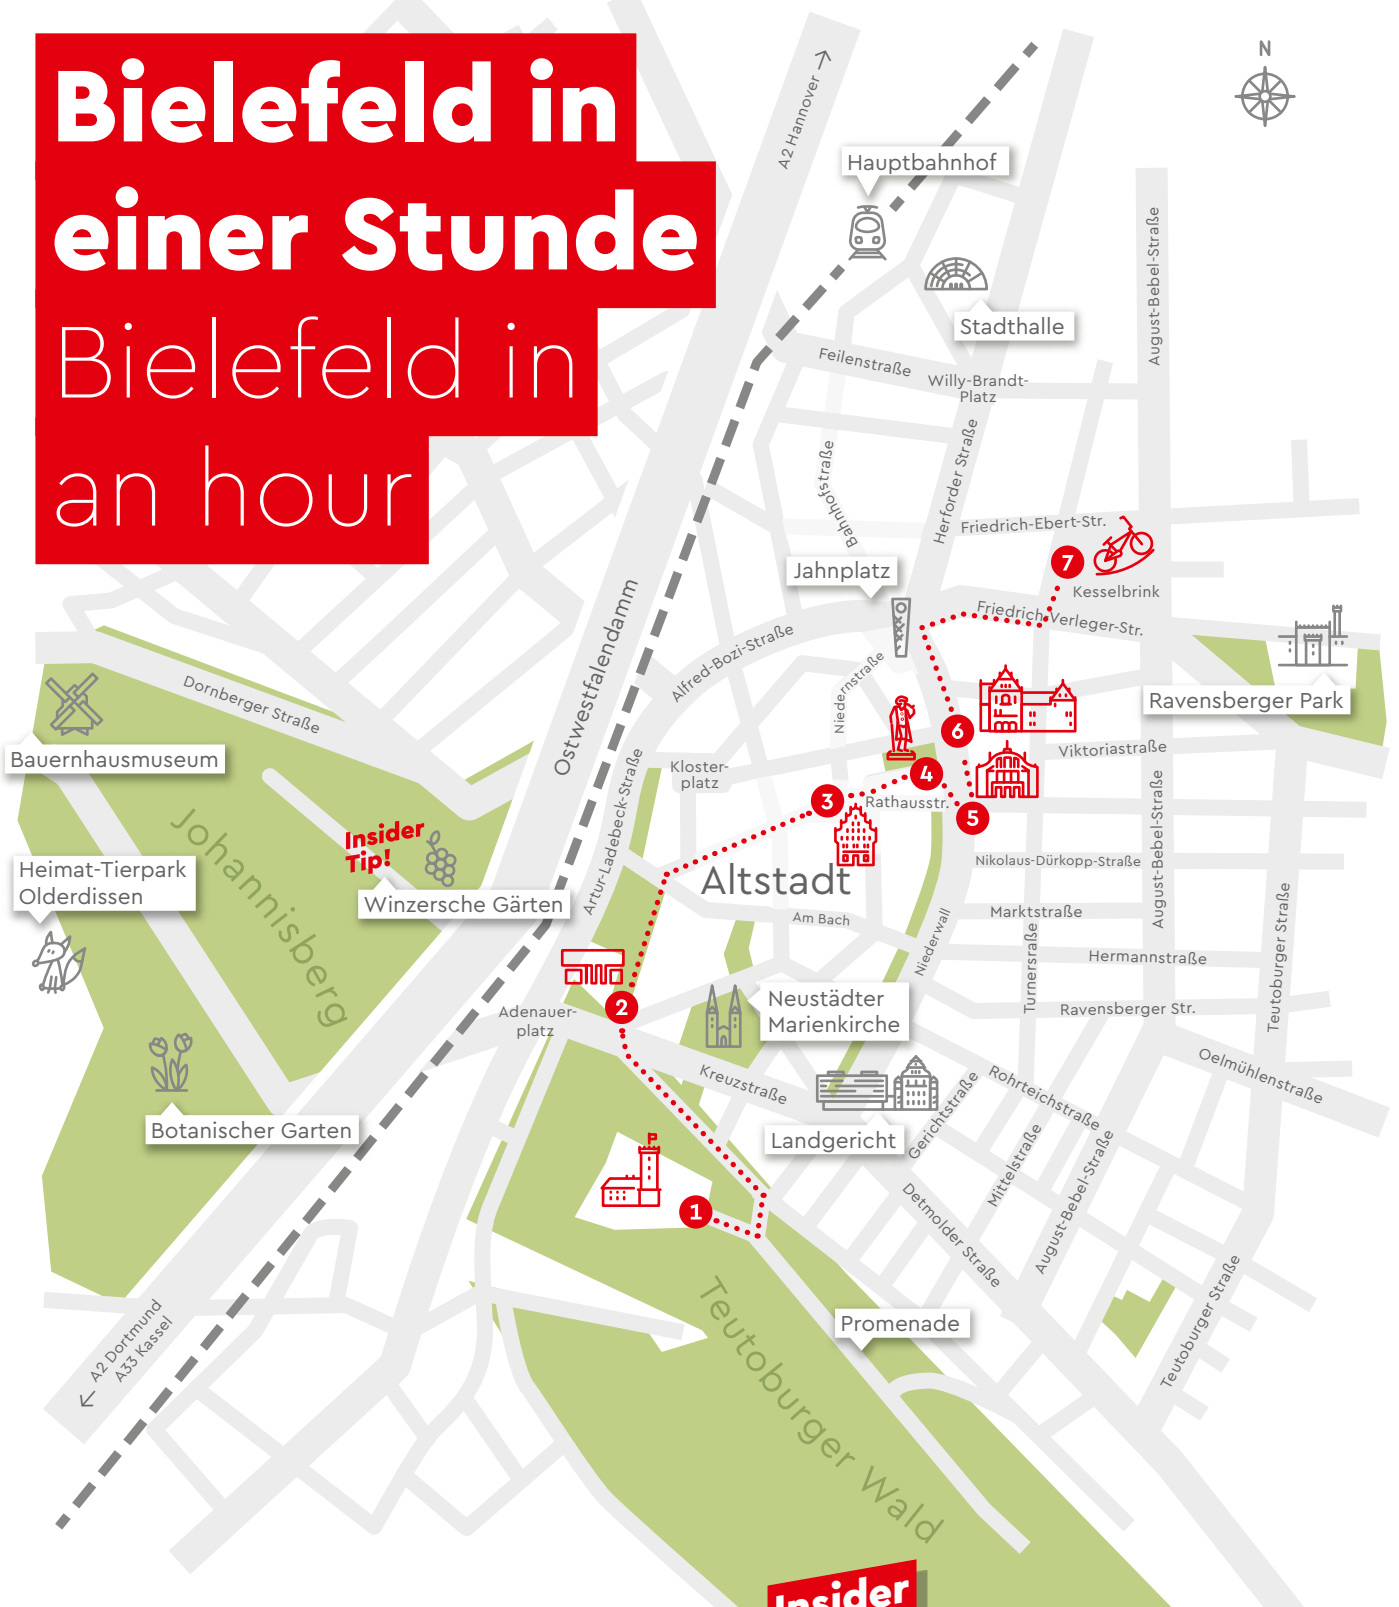 Bielefeld in
einer Stunde
Bielefeld in
an hour
N
A2 Hannover
Hauptbahnhof
Stadthalle
August-Bebel-Straße
Feilenstraße
Willy-Brandt-
Platz
Bahnhofstraße
Herforder Straße
Friedrich-Ebert-Str.
7
Kesselbrink
Jahnplatz
Friedrich-Verleger-Str.
Ravensberger Park
Ostwestfalendamm
Alfred-Bozi-Straße
Niedernstraße
Dornberger Straße
Bauernhausmuseum
6
Viktoriastraße
Kloster-
platz
4
3
Rathausstr.
5
Artur-Ladebeck-Straße
August-Bebel-Straße
Johannisberg
Insider
Tip!
Winzersche Gärten
Heimat-Tierpark
Olderdissen
Altstadt
Nikolaus-Dürkopp-Straße
Am Bach
Marktstraße
Niederwall
Turnersraße
Hermannstraße
Teutoburger Straße
Ravensberger Str.
2
Adenauer-
platz
Neustädter
Marienkirche
Kreuzstraße
Oelmühlenstraße
Rohrteichstraße
Botanischer Garten
Landgericht
Gerichtstraße
Mittelstraße
August-Bebel-Straße
1
Detmolder Straße
Teutoburger Straße
Promenade
A2 Dortmund
A33 Kassel
Teutoburger Wald
Insider